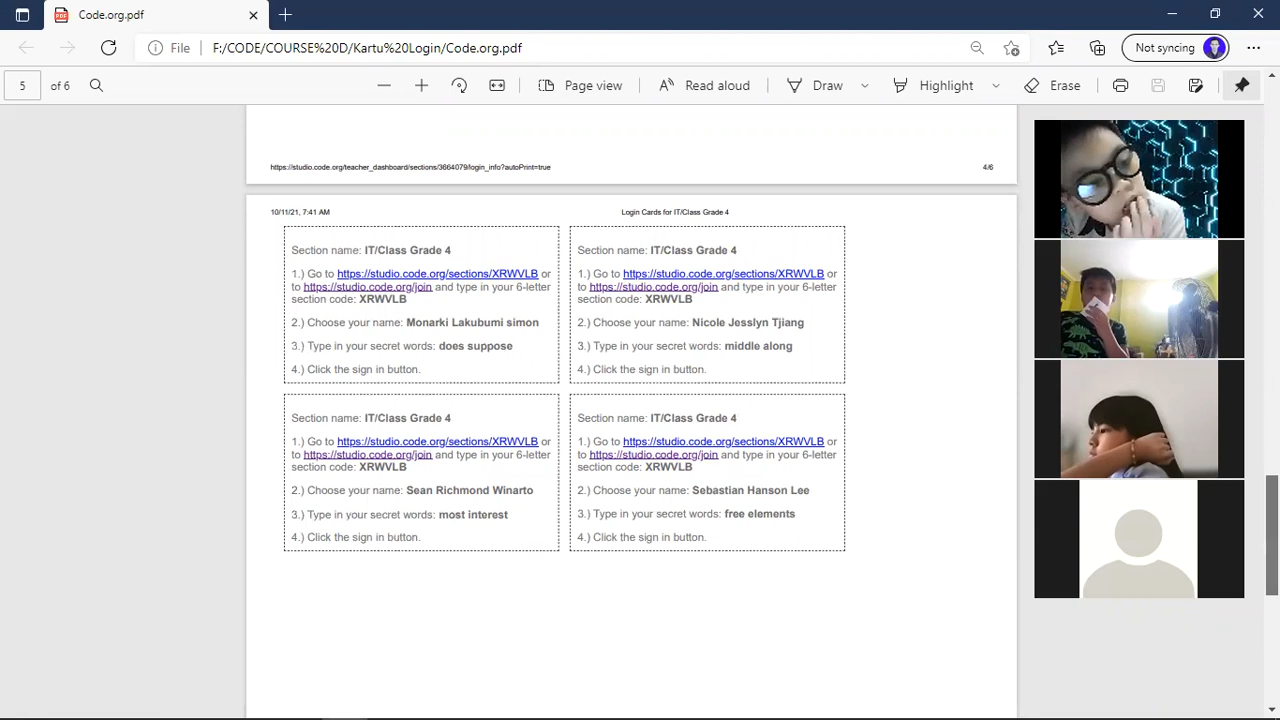 Code.org.pdf
File F:/CODE/COURSE%20D/Kartu%20Login/Code.org.pdf Not syncing
5 of 6 Page view Read aloud Draw Highlight Erase
https://studio.code.org/teacher_dashboard/sections/3664079/login_info?autoPrint=true 4/6
10/11/21, 7:41 AM Login Cards for IT/Class Grade 4
Section name: IT/Class Grade 4
1.) Go to https://studio.code.org/sections/XRWVLB or
to https://studio.code.org/join and type in your 6-letter
section code: XRWVLB
2.) Choose your name: Monarki Lakubumi simon
3.) Type in your secret words: does suppose
4.) Click the sign in button.
Section name: IT/Class Grade 4
1.) Go to https://studio.code.org/sections/XRWVLB or
to https://studio.code.org/join and type in your 6-letter
section code: XRWVLB
2.) Choose your name: Nicole Jesslyn Tjiang
3.) Type in your secret words: middle along
4.) Click the sign in button.
Section name: IT/Class Grade 4
1.) Go to https://studio.code.org/sections/XRWVLB or
to https://studio.code.org/join and type in your 6-letter
section code: XRWVLB
2.) Choose your name: Sean Richmond Winarto
3.) Type in your secret words: most interest
4.) Click the sign in button.
Section name: IT/Class Grade 4
1.) Go to https://studio.code.org/sections/XRWVLB or
to https://studio.code.org/join and type in your 6-letter
section code: XRWVLB
2.) Choose your name: Sebastian Hanson Lee
3.) Type in your secret words: free elements
4.) Click the sign in button.